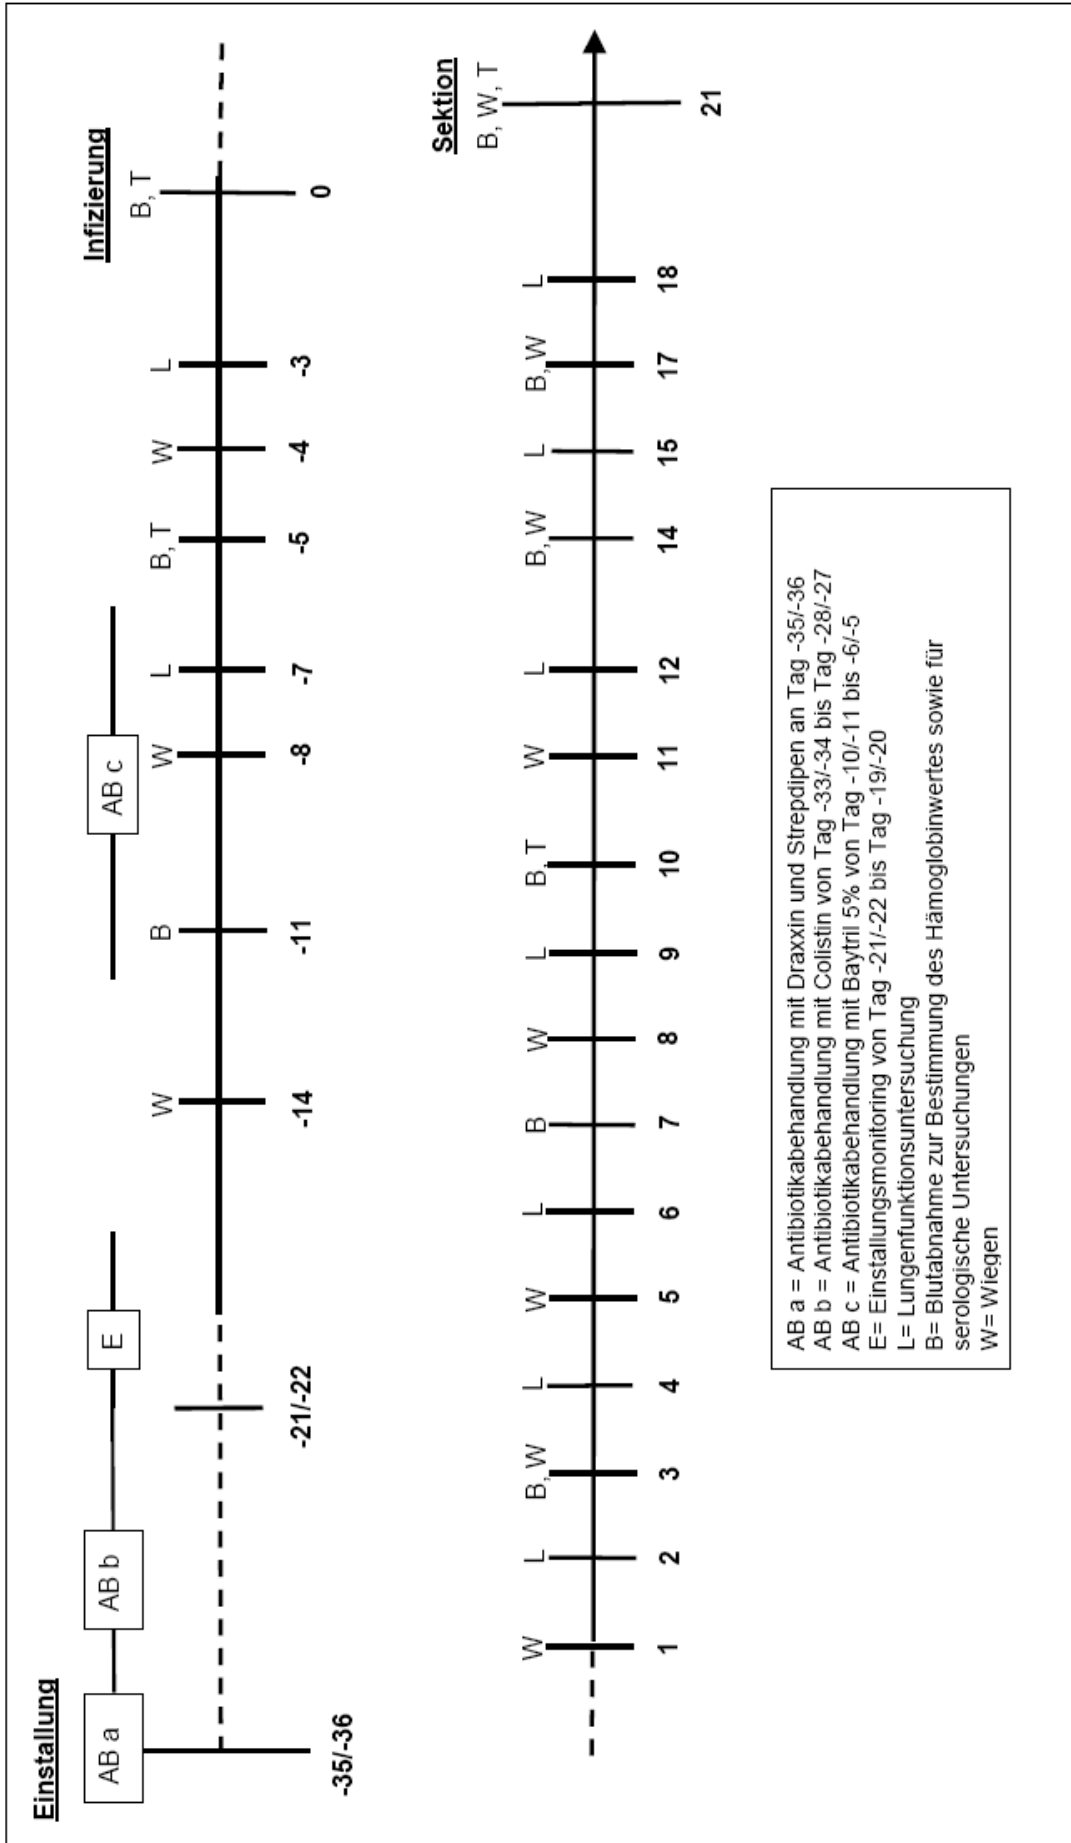 Einstallung
Infizierung
AB a
AB b
E
AB c
W
B
W
L
B, T
W
L
B, T
-35/-36
-21/-22
-14
-11
-8
-7
-5
-4
-3
0
Sektion
W
L
B, W
L
W
L
B
W
L
B, T
W
L
B, W
L
B, W
L
B, W, T
1
2
3
4
5
6
7
8
9
10
11
12
14
15
17
18
21
AB a = Antibiotikabehandlung mit Draxxin und Strepdipen an Tag -35/-36
AB b = Antibiotikabehandlung mit Colistin von Tag -33/-34 bis Tag -28/-27
AB c = Antibiotikabehandlung mit Baytril 5% von Tag -10/-11 bis -6/-5
E= Einstallungsmonitoring von Tag -21/-22 bis Tag -19/-20
L= Lungenfunktionsuntersuchung
B= Blutabnahme zur Bestimmung des Hämoglobinwertes sowie für
serologische Untersuchungen
W= Wiegen